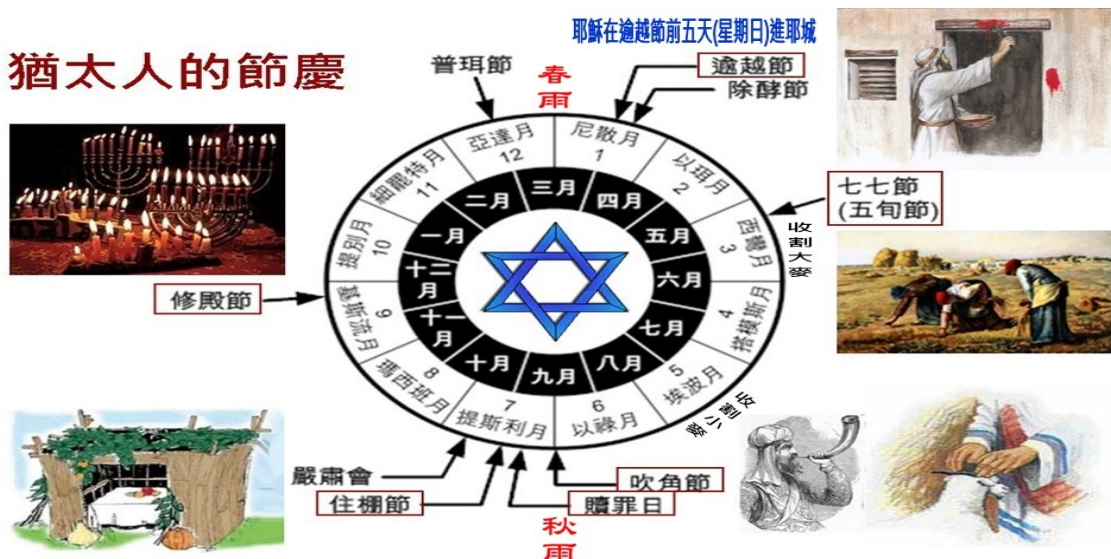 耶穌在逾越節前五天(星期日)進耶城
猶太人的節慶
普珥節
春
雨
逾越節
除酵節
尼散月
1
以珥月
2
西彎月
3
搭模斯月
4
埃波月
5
以祿月
6
提斯利月
7
瑪西班月
8
基斯流月
9
提別月
10
細罷特月
11
亞達月
12
三月
四月
五月
六月
七月
八月
九月
十月
十一
月
十二
月
一月
二月
七七節
(五旬節)
收割大麥
收割小麥
修殿節
嚴肅會
住棚節
贖罪日
吹角節
秋
雨